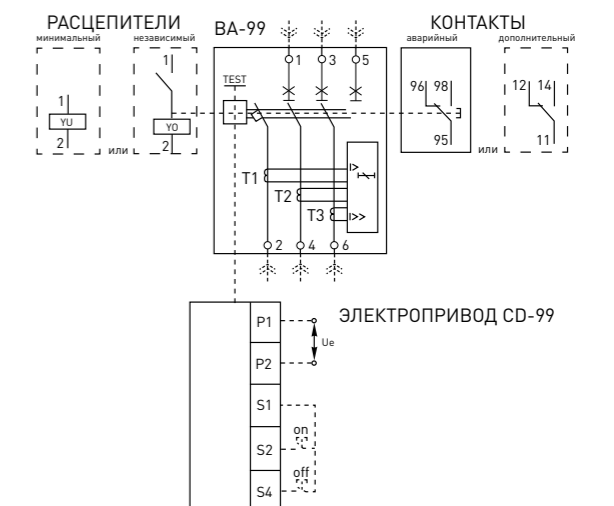 РАСЦЕПИТЕЛИ
минимальный независимый
ВА-99
КОНТАКТЫ
аварийный дополнительный
1 3 5
TEST
1
YU
2
или
1
YO
2
96 98
95
или
12 14
11
I>
T1
T2
T3
I>>
2 4 6
ЭЛЕКТРОПРИВОД CD-99
P1
Ue
P2
S1
on
S2
off
S4